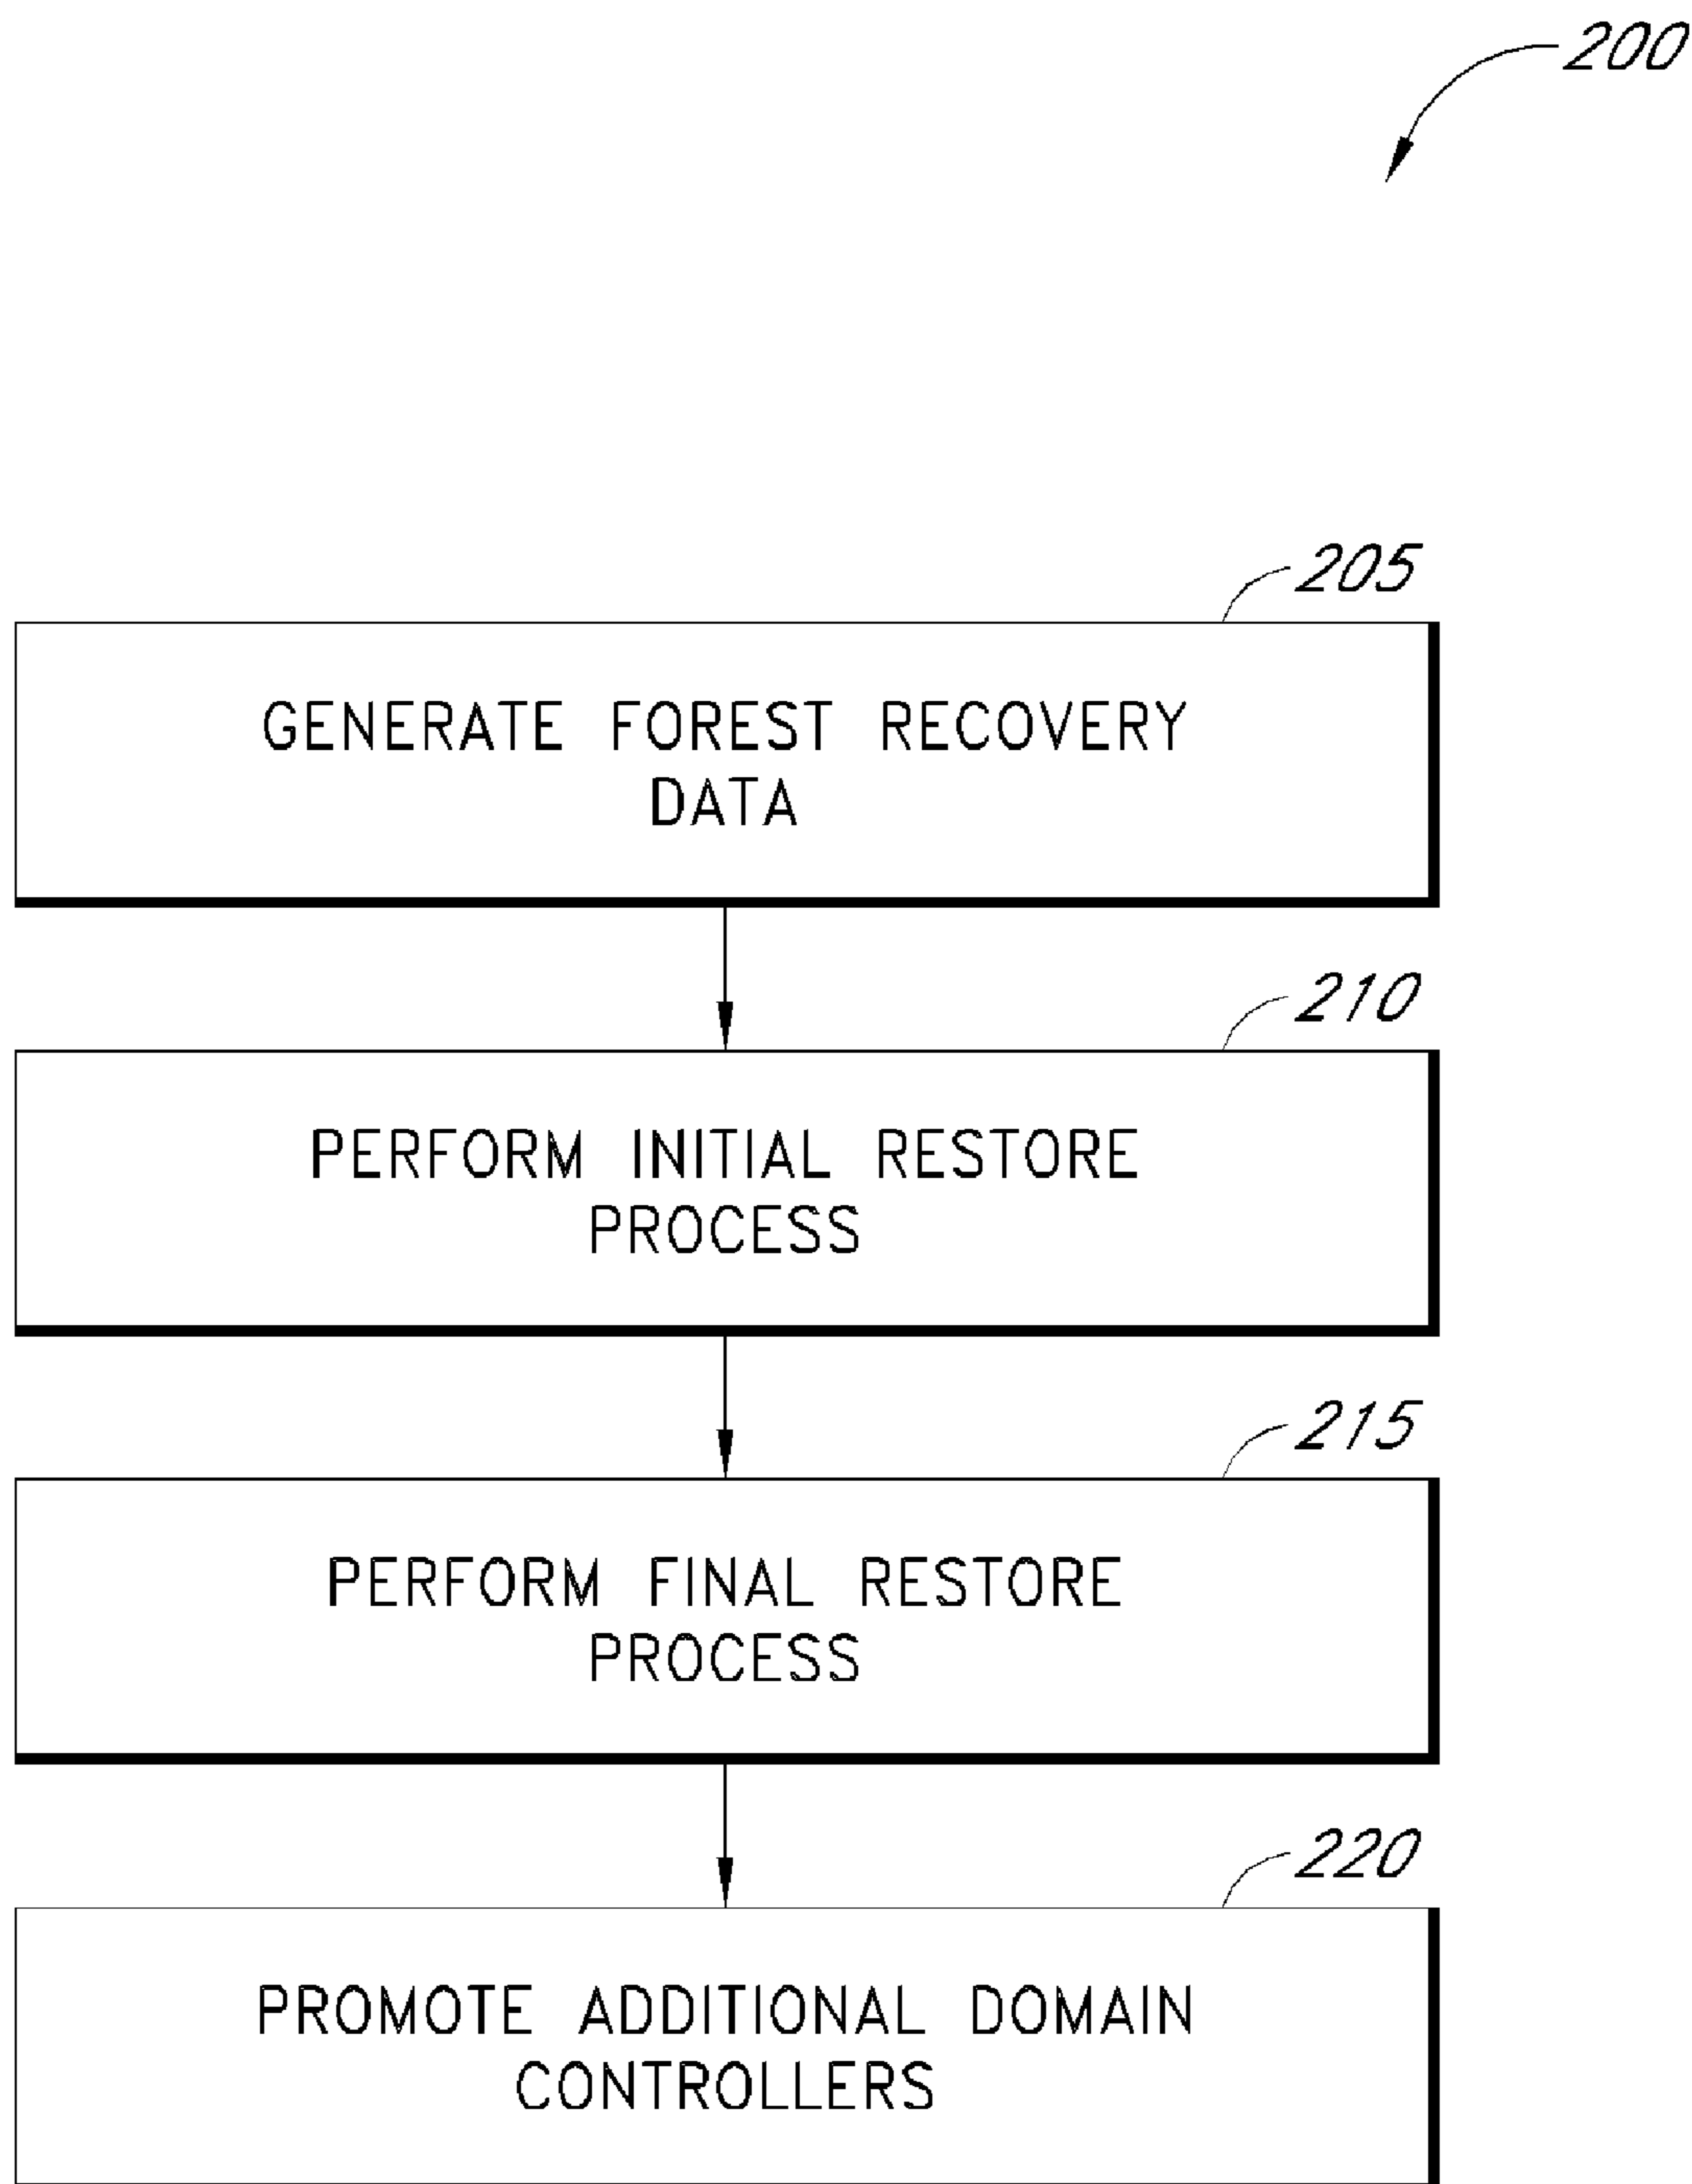 200
205
GENERATE FOREST RECOVERY
DATA
210
PERFORM INITIAL RESTORE
PROCESS
215
PERFORM FINAL RESTORE
PROCESS
220
PROMOTE ADDITIONAL DOMAIN
CONTROLLERS